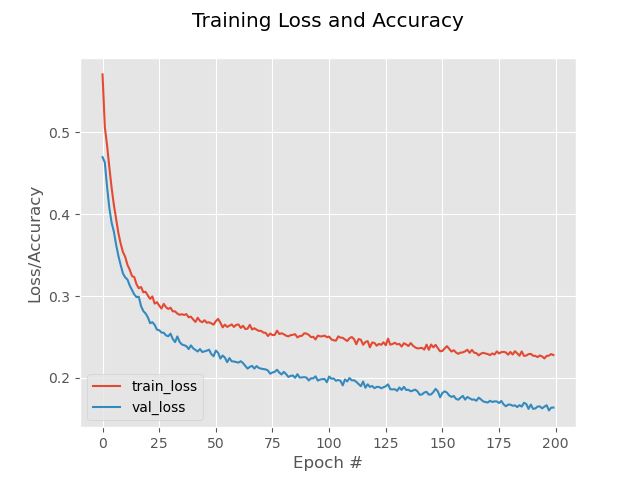 Training Loss and Accuracy
Loss/Accuracy
0.5
0.4
0.3
0.2
train_loss
val_loss
0 25 50 75 100 125 150 175 200
Epoch #